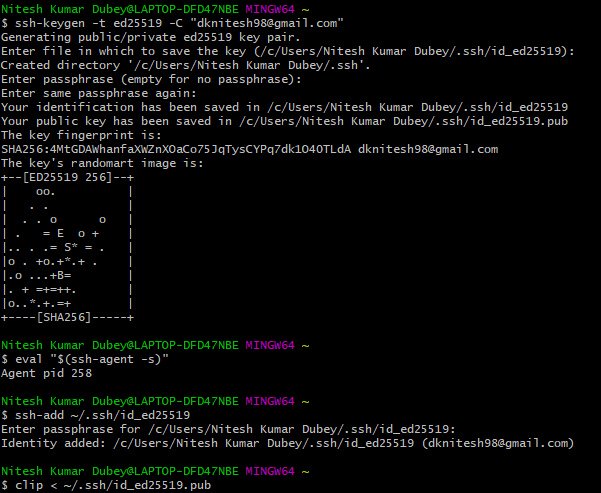 Nitesh Kumar Dubey@LAPTOP-DFD47NBE MINGW64 ~
$ ssh-keygen -t ed25519 -C "dknitesh98@gmail.com"
Generating public/private ed25519 key pair.
Enter file in which to save the key (/c/Users/Nitesh Kumar Dubey/.ssh/id_ed25519):
Created directory '/c/Users/Nitesh Kumar Dubey/.ssh'.
Enter passphrase (empty for no passphrase):
Enter same passphrase again:
Your identification has been saved in /c/Users/Nitesh Kumar Dubey/.ssh/id_ed25519
Your public key has been saved in /c/Users/Nitesh Kumar Dubey/.ssh/id_ed25519.pub
The key fingerprint is:
SHA256:4MtGDAWhanfaXWZnXOaCo75JqTysCYPq7dk1O4OTLdA dknitesh98@gmail.com
The key's randomart image is:
+--[ED25519 256]--+
|    oo.          |
|   . .           |
|  . . o      o   |
| .   = E  o +    |
|.. . .= S* = .   |
|o . +o.+*.+ .    |
|.o ...+B=        |
|. + =+=++.       |
|o..*.+.=+        |
+----[SHA256]-----+
Nitesh Kumar Dubey@LAPTOP-DFD47NBE MINGW64 ~
$ eval "$(ssh-agent -s)"
Agent pid 258
Nitesh Kumar Dubey@LAPTOP-DFD47NBE MINGW64 ~
$ ssh-add ~/.ssh/id_ed25519
Enter passphrase for /c/Users/Nitesh Kumar Dubey/.ssh/id_ed25519:
Identity added: /c/Users/Nitesh Kumar Dubey/.ssh/id_ed25519 (dknitesh98@gmail.com)
Nitesh Kumar Dubey@LAPTOP-DFD47NBE MINGW64 ~
$ clip < ~/.ssh/id_ed25519.pub